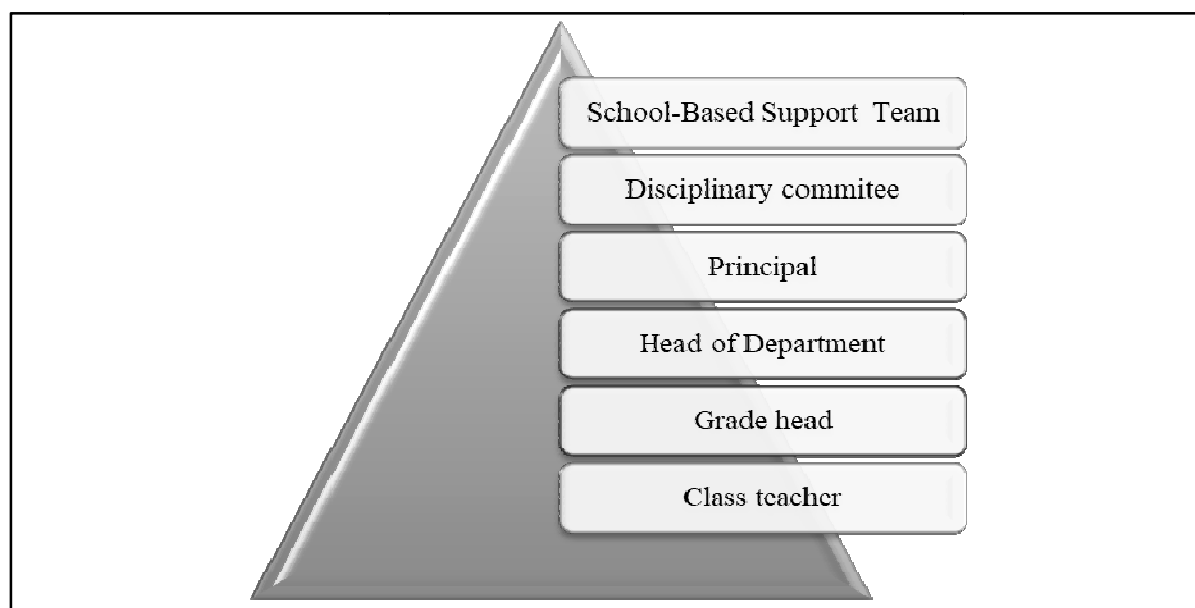 School-Based Support Team
Disciplinary commitee
Principal
Head of Department
Grade head
Class teacher